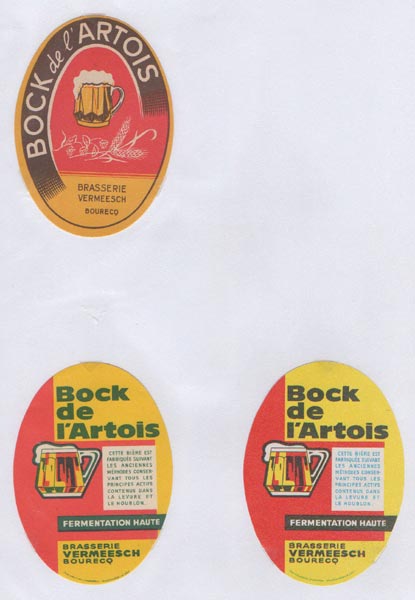 BOCK de l'ARTOIS
BRASSERIE
VERMEESCH
BOURECQ
Bock
de
l'Artois
CETTE BIÈRE EST
FABRIQUÉE SUIVANT
LES ANCIENNES
MÉTHODES CONSER-
VANT TOUS LES
PRINCIPES ACTIFS
CONTENUS DANS
LA LEVURE ET
LE HOUBLON.
FERMENTATION HAUTE
BRASSERIE
VERMEESCH
BOURECQ
Bock
de
l'Artois
CETTE BIÈRE EST
FABRIQUÉE SUIVANT
LES ANCIENNES
MÉTHODES CONSER-
VANT TOUS LES
PRINCIPES ACTIFS
CONTENUS DANS
LA LEVURE ET
LE HOUBLON.
FERMENTATION HAUTE
BRASSERIE
VERMEESCH
BOURECQ